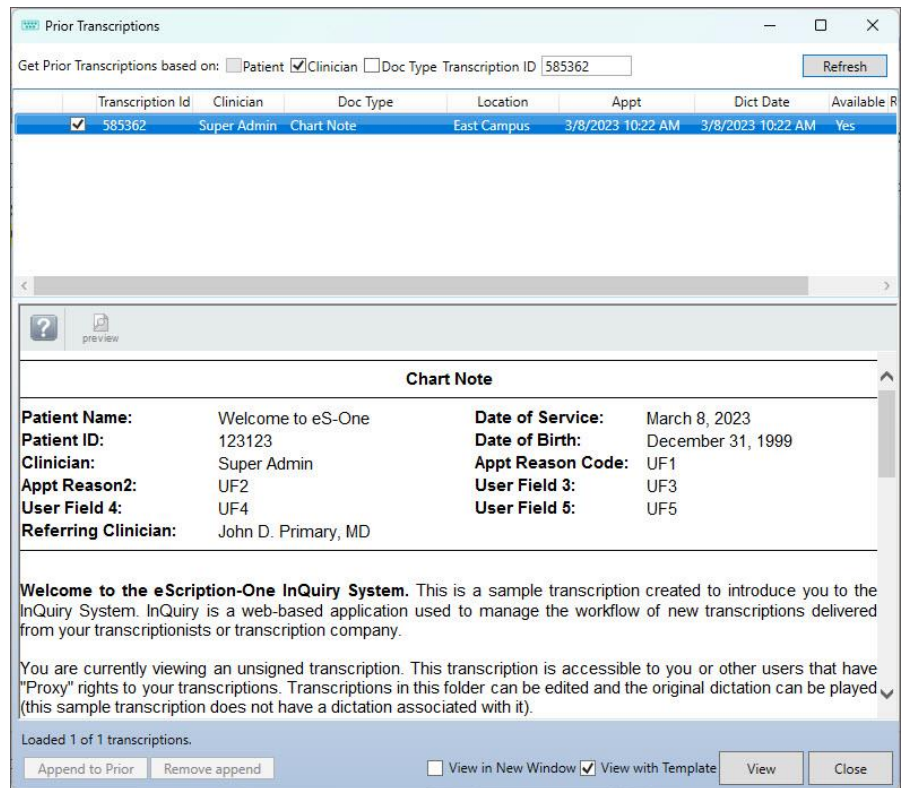 Prior Transcriptions
Get Prior Transcriptions based on: Patient Clinician Doc Type Transcription ID 585362 Refresh
Transcription Id Clinician Doc Type Location Appt Dict Date Available R
585362 Super Admin Chart Note East Campus 3/8/2023 10:22 AM 3/8/2023 10:22 AM Yes
?
preview
Chart Note
Patient Name: Welcome to eS-One Date of Service: March 8, 2023
Patient ID: 123123 Date of Birth: December 31, 1999
Clinician: Super Admin Appt Reason Code: UF1
Appt Reason2: UF2 User Field 3: UF3
User Field 4: UF4 User Field 5: UF5
Referring Clinician: John D. Primary, MD
Welcome to the eScription-One InQuiry System. This is a sample transcription created to introduce you to the
InQuiry System. InQuiry is a web-based application used to manage the workflow of new transcriptions delivered
from your transcriptionists or transcription company.
You are currently viewing an unsigned transcription. This transcription is accessible to you or other users that have
"Proxy" rights to your transcriptions. Transcriptions in this folder can be edited and the original dictation can be played
(this sample transcription does not have a dictation associated with it).
Loaded 1 of 1 transcriptions.
Append to Prior Remove append View in New Window View with Template View Close